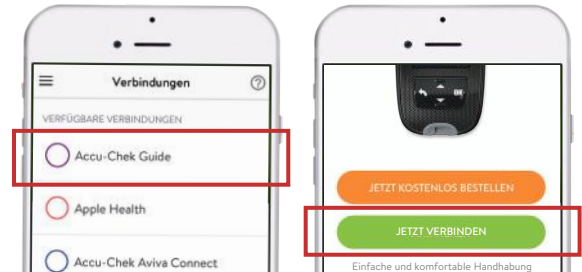 Verbindungen
VERFÜGBARE VERBINDUNGEN
Accu-Chek Guide
Apple Health
Accu-Chek Aviva Connect
JETZT KOSTENLOS BESTELLEN
JETZT VERBINDEN
Einfache und komfortable Handhabung